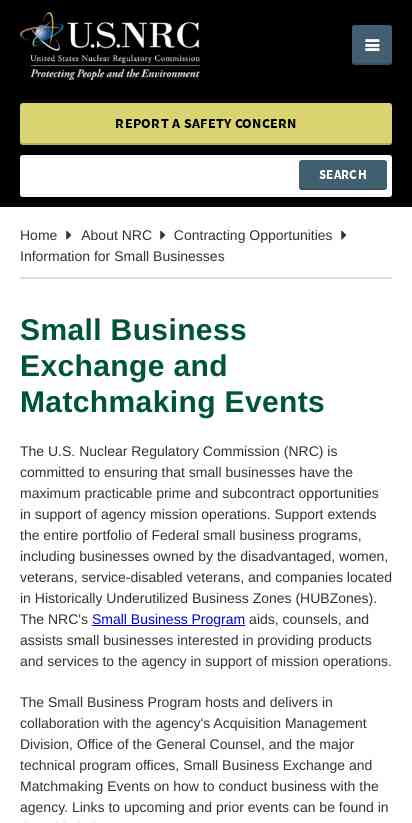 U.S.NRC
United States Nuclear Regulatory Commission
Protecting People and the Environment
REPORT A SAFETY CONCERN
SEARCH
Home About NRC Contracting Opportunities
Information for Small Businesses
Small Business
Exchange and
Matchmaking Events
The U.S. Nuclear Regulatory Commission (NRC) is
committed to ensuring that small businesses have the
maximum practicable prime and subcontract opportunities
in support of agency mission operations. Support extends
the entire portfolio of Federal small business programs,
including businesses owned by the disadvantaged, women,
veterans, service-disabled veterans, and companies located
in Historically Underutilized Business Zones (HUBZones).
The NRC's Small Business Program aids, counsels, and
assists small businesses interested in providing products
and services to the agency in support of mission operations.
The Small Business Program hosts and delivers in
collaboration with the agency's Acquisition Management
Division, Office of the General Counsel, and the major
technical program offices, Small Business Exchange and
Matchmaking Events on how to conduct business with the
agency. Links to upcoming and prior events can be found in